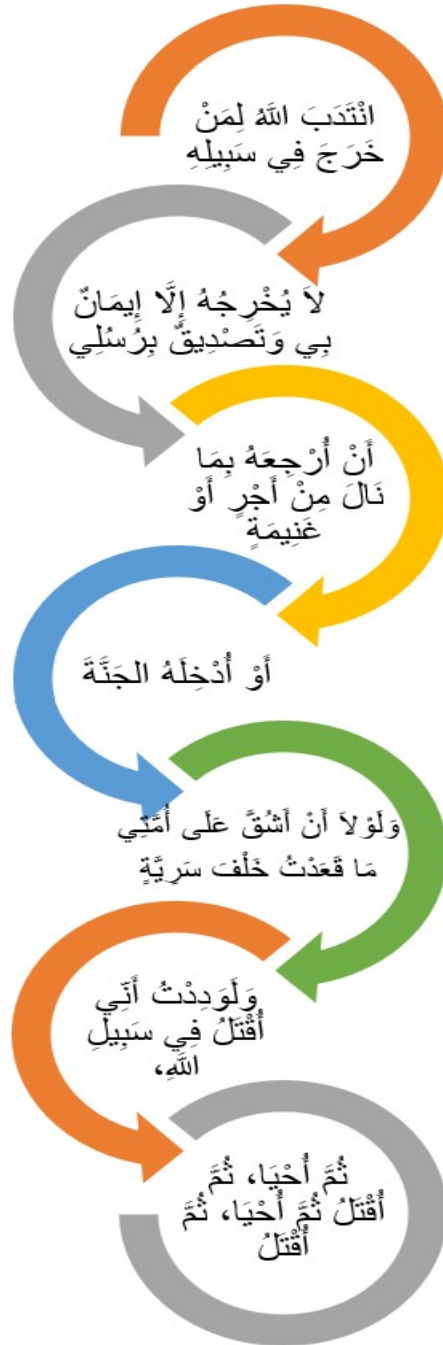 انْتَدَبَ اللَّهُ لِمَنْ
خَرَجَ فِي سَبِيلِهِ
لاَ يُخْرِجُهُ إِلَّا إِيمَانٌ
بِي وَتَصْدِيقٌ بِرُسُلِي
أَنْ أُرْجِعَهُ بِمَا
نَالَ مِنْ أَجْرٍ أَوْ
غَنِيمَةٍ
أَوْ أُدْخِلَهُ الجَنَّةَ
وَلَوْلاَ أَنْ أَشُقَّ عَلَى أُمَّتِي
مَا قَعَدْتُ خَلْفَ سَرِيَّةٍ
وَلَوَدِدْتُ أَنِّي
أُقْتَلُ فِي سَبِيلِ
اللَّهِ،
ثُمَّ أُحْيَا، ثُمَّ
أُقْتَلُ ثُمَّ أُحْيَا، ثُمَّ
أُقْتَلُ